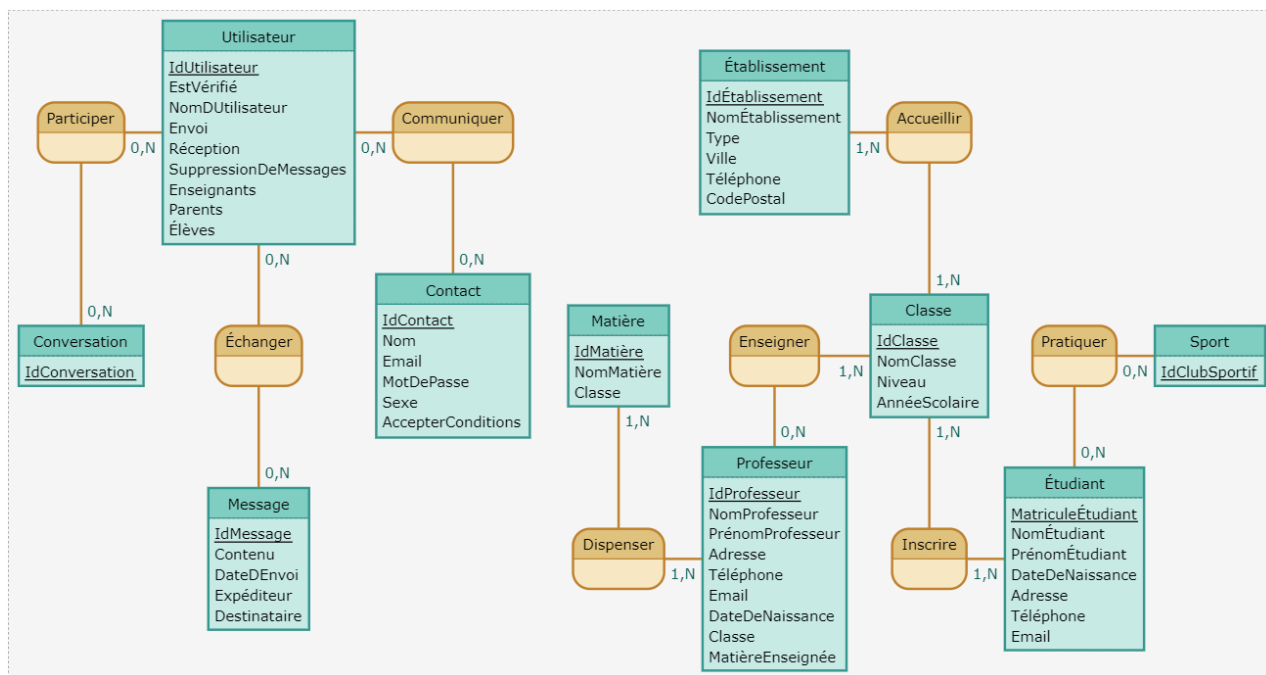 Utilisateur
IdUtilisateur
EstVérifié
NomDUtilisateur
Envoi
Réception
SuppressionDeMessages
Enseignants
Parents
Élèves
Participer
0,N
Communiquer
0,N
Établissement
IdÉtablissement
NomÉtablissement
Type
Ville
Téléphone
CodePostal
Accueillir
1,N
0,N
0,N
0,N
1,N
Conversation
IdConversation
Échanger
Contact
IdContact
Nom
Email
MotDePasse
Sexe
AccepterConditions
Matière
IdMatière
NomMatière
Classe
1,N
Enseigner
1,N
Classe
IdClasse
NomClasse
Niveau
AnnéeScolaire
1,N
Pratiquer
0,N
Sport
IdClubSportif
0,N
0,N
0,N
Message
IdMessage
Contenu
DateDEnvoi
Expéditeur
Destinataire
Dispenser
1,N
Professeur
IdProfesseur
NomProfesseur
PrénomProfesseur
Adresse
Téléphone
Email
DateDeNaissance
Classe
MatièreEnseignée
Inscrire
1,N
Étudiant
MatriculeÉtudiant
NomÉtudiant
PrénomÉtudiant
DateDeNaissance
Adresse
Téléphone
Email